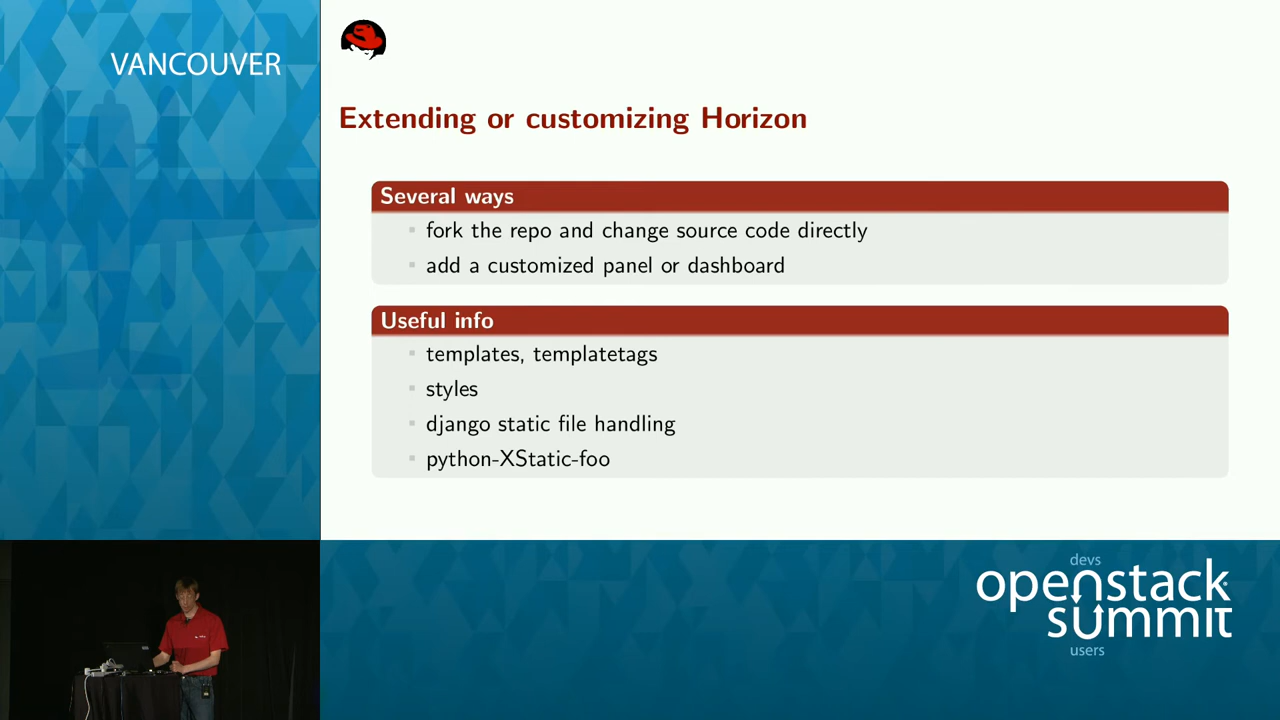 VANCOUVER
Extending or customizing Horizon
Several ways
fork the repo and change source code directly
add a customized panel or dashboard
Useful info
templates, templatetags
styles
django static file handling
python-XStatic-foo
devs
openstack
summit
users